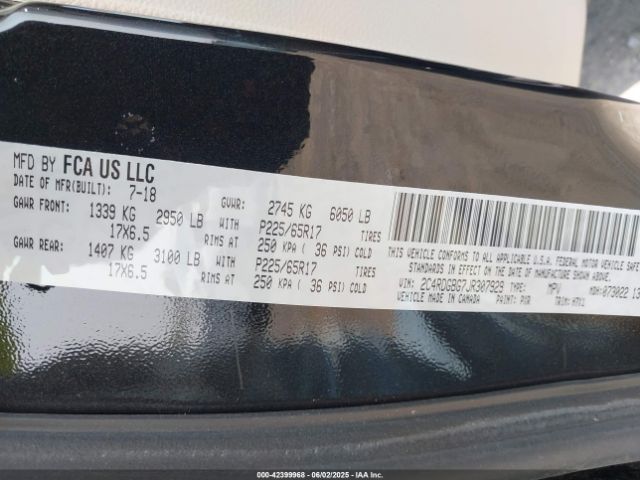 MFD BY FCA US LLC
DATE OF MFR(BUILT): 7-18 GVWR: 2745 KG 6050 LB
GAWR FRONT: 1339 KG 2950 LB WITH P225/65R17 TIRES
17X6.5 RIMS AT 250 KPA ( 36 PSI) COLD
GAWR REAR: 1407 KG 3100 LB WITH P225/65R17 TIRES
17X6.5 RIMS AT 250 KPA ( 36 PSI) COLD
THIS VEHICLE CONFORMS TO ALL APPLICABLE U.S.A. FEDERAL MOTOR VEHICLE
STANDARDS IN EFFECT ON THE DATE OF MANUFACTURE SHOWN
VIN: 2C4RDGBG7JR307929 TYPE: MPV MDH:073022 13
VEHICLE MADE IN CANADA PAINT: PXR TRIM:
000-42399968 06/02/2025 IAA Inc.